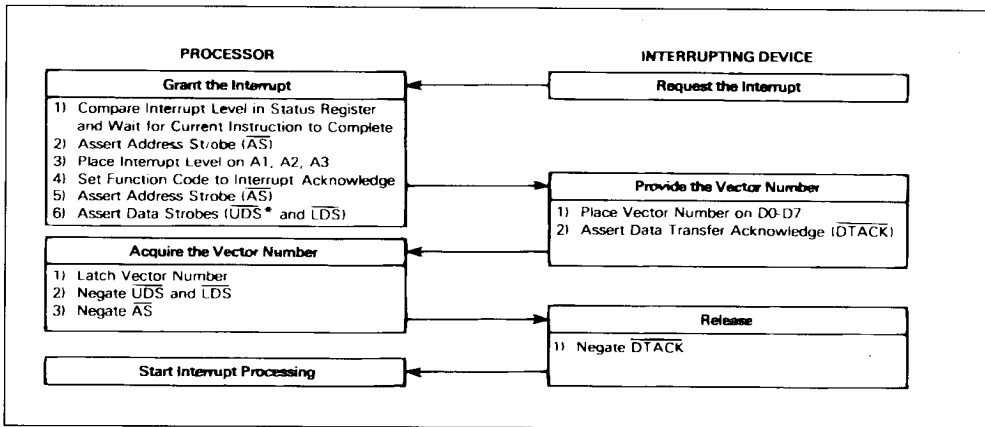 PROCESSOR
Grant the Interrupt
1) Compare Interrupt Level in Status Register
and Wait for Current Instruction to Complete
2) Assert Address Strobe (AS)
3) Place Interrupt Level on A1, A2, A3
4) Set Function Code to Interrupt Acknowledge
5) Assert Address Strobe (AS)
6) Assert Data Strobes (UDS* and LDS)
Acquire the Vector Number
1) Latch Vector Number
2) Negate UDS and LDS
3) Negate AS
Start Interrupt Processing
INTERRUPTING DEVICE
Request the Interrupt
Provide the Vector Number
1) Place Vector Number on D0-D7
2) Assert Data Transfer Acknowledge (DTACK)
Release
1) Negate DTACK